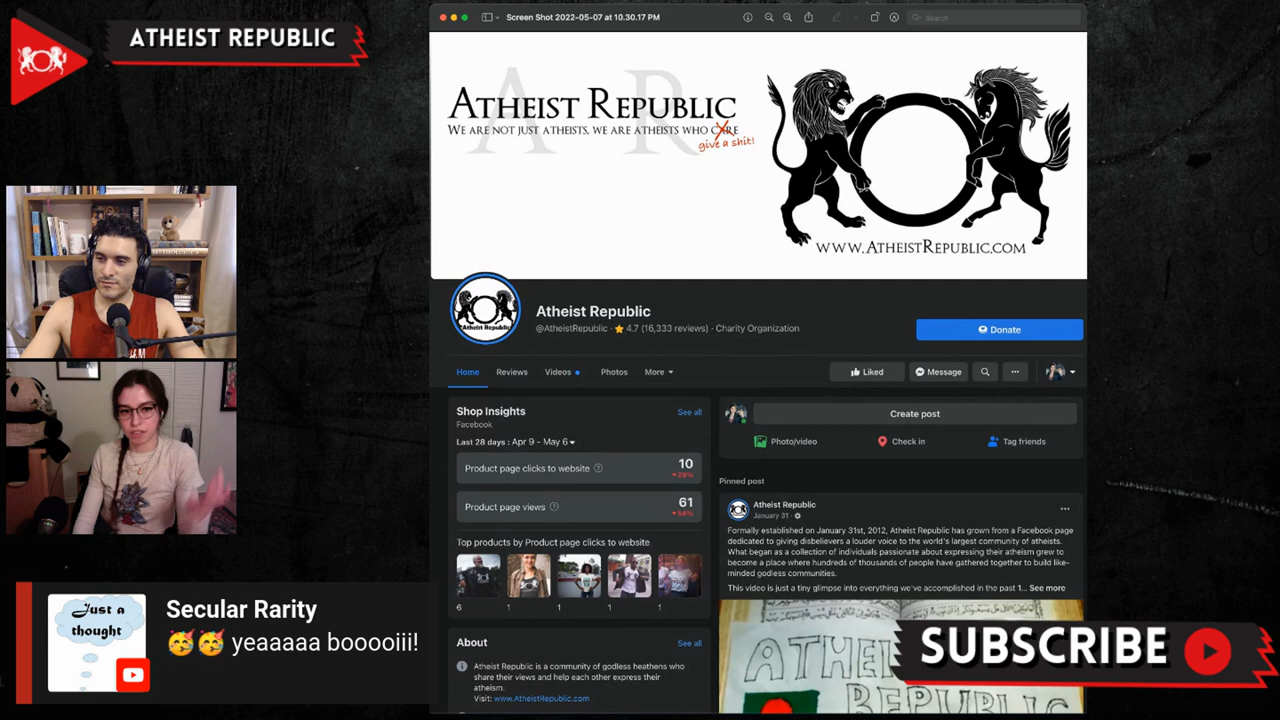 ATHEIST REPUBLIC
Screen Shot 2022-05-07 at 10.30.17 PM
Search
ATHEIST REPUBLIC
WE ARE NOT JUST ATHEISTS, WE ARE ATHEISTS WHO CARE
give a shit!
WWW.ATHEISTREPUBLIC.COM
Atheist Republic
Atheist Republic
@AtheistRepublic · 4.7 (16,333 reviews) · Charity Organization
Donate
Home Reviews Videos Photos More
Liked Message
Shop Insights
See all
Facebook
Last 28 days : Apr 9 - May 6
Product page clicks to website 10
29%
Product page views 61
54%
Top products by Product page clicks to website
6 1 1 1 1
About
See all
Atheist Republic is a community of godless heathens who
share their views and help each other express their
atheism.
Visit: www.AtheistRepublic.com
Create post
Photo/video Check in Tag friends
Pinned post
Atheist Republic
January 31
Formally established on January 31st, 2012, Atheist Republic has grown from a Facebook page
dedicated to giving disbelievers a louder voice to the world's largest community of atheists.
What began as a collection of individuals passionate about expressing their atheism grew to
become a place where hundreds of thousands of people have gathered together to build like-
minded godless communities.
This video is just a tiny glimpse into everything we've accomplished in the past 1... See more
REPUBLIC
Just a
thought
Secular Rarity
🥳🥳 yeaaaaa booooiii!
SUBSCRIBE